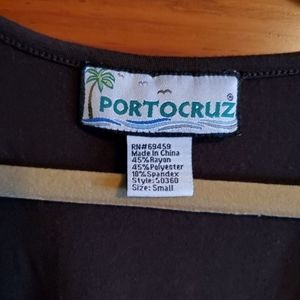 PORTOCRUZ®
RN#69459
Made In China
45%Rayon
45%Polyester
10%Spandex
Style:50360
Size: Small